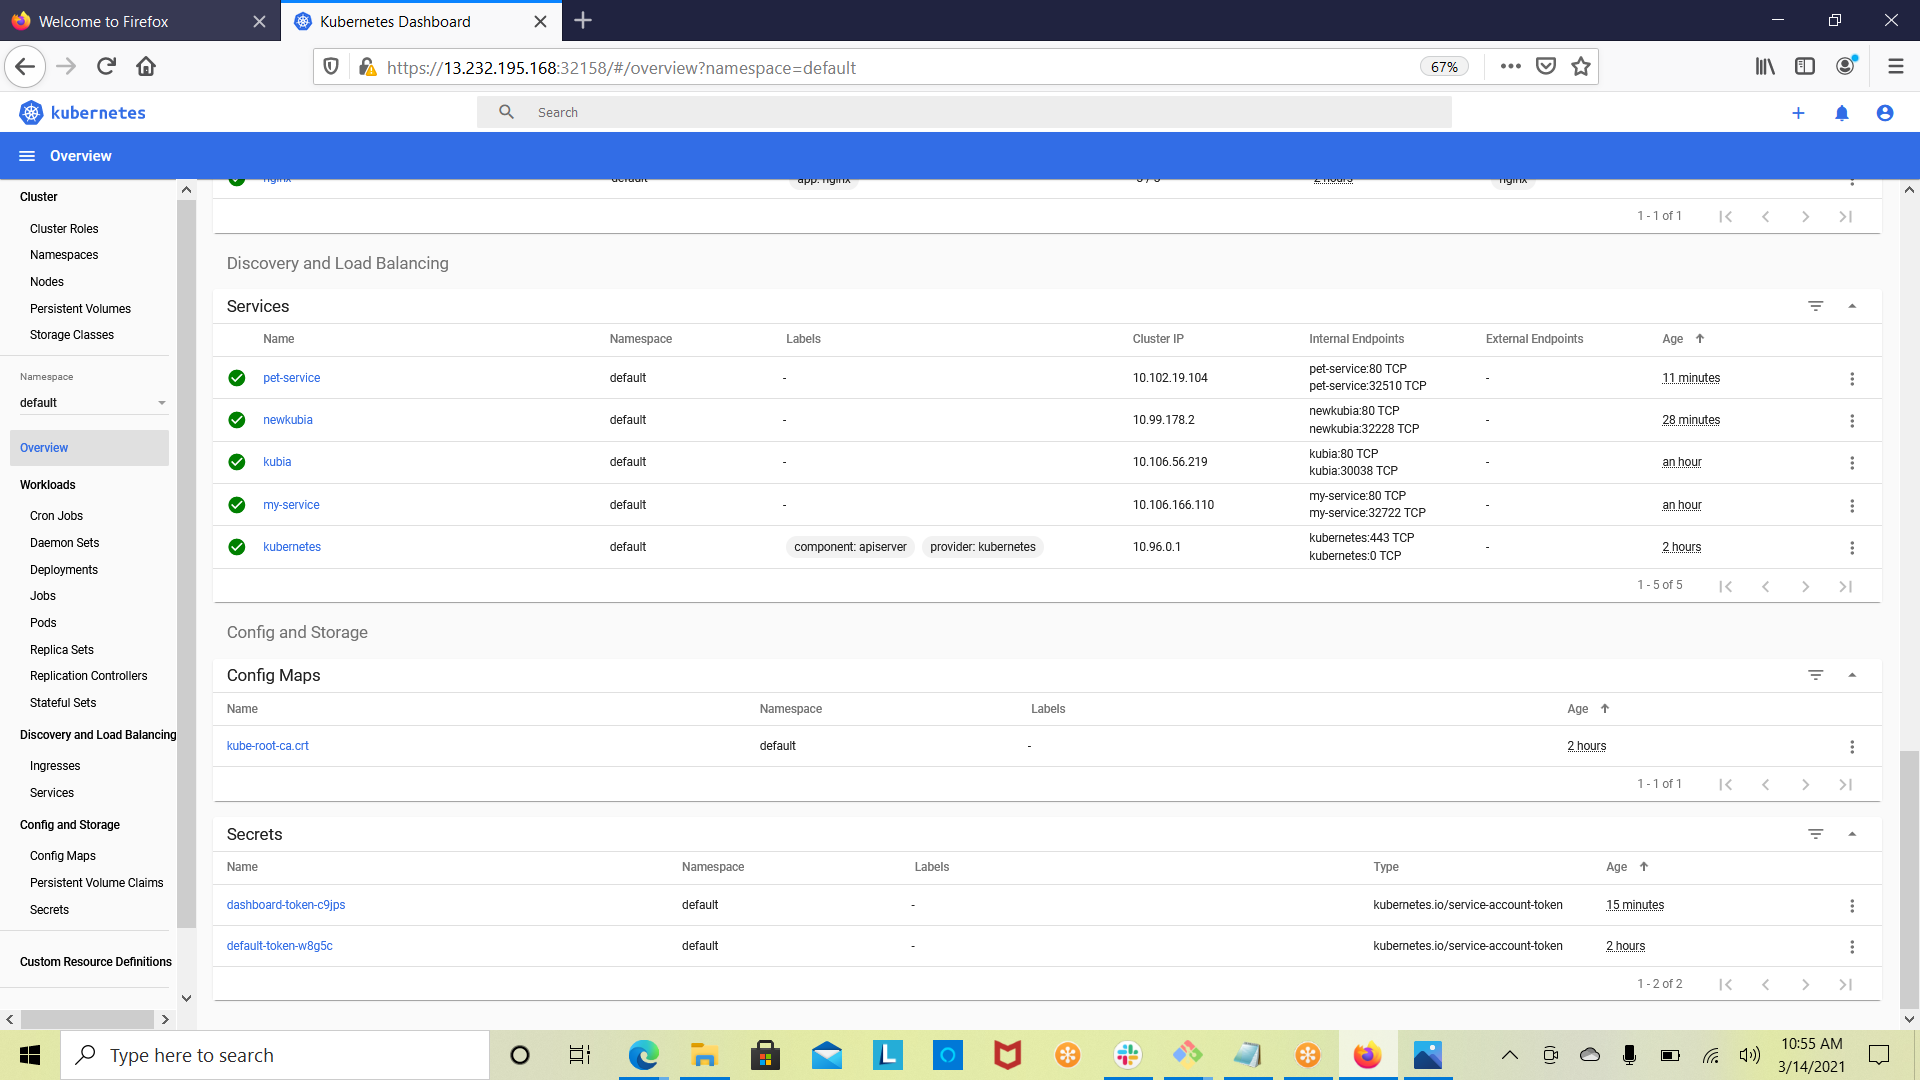 Welcome to Firefox
Kubernetes Dashboard
https://13.232.195.168:32158/#/overview?namespace=default
67%
kubernetes
Search
Overview
Cluster
Cluster Roles
Namespaces
Nodes
Persistent Volumes
Storage Classes
Namespace
default
Overview
Workloads
Cron Jobs
Daemon Sets
Deployments
Jobs
Pods
Replica Sets
Replication Controllers
Stateful Sets
Discovery and Load Balancing
Ingresses
Services
Config and Storage
Config Maps
Persistent Volume Claims
Secrets
Custom Resource Definitions
nginx default app: nginx 2 hours nginx
1 - 1 of 1
Discovery and Load Balancing
Services
Name Namespace Labels Cluster IP Internal Endpoints External Endpoints Age
pet-service default - 10.102.19.104 pet-service:80 TCP - 11 minutes
pet-service:32510 TCP
newkubia default - 10.99.178.2 newkubia:80 TCP - 28 minutes
newkubia:32228 TCP
kubia default - 10.106.56.219 kubia:80 TCP - an hour
kubia:30038 TCP
my-service default - 10.106.166.110 my-service:80 TCP - an hour
my-service:32722 TCP
kubernetes default component: apiserver provider: kubernetes 10.96.0.1 kubernetes:443 TCP - 2 hours
kubernetes:0 TCP
1 - 5 of 5
Config and Storage
Config Maps
Name Namespace Labels Age
kube-root-ca.crt default - 2 hours
1 - 1 of 1
Secrets
Name Namespace Labels Type Age
dashboard-token-c9jps default - kubernetes.io/service-account-token 15 minutes
default-token-w8g5c default - kubernetes.io/service-account-token 2 hours
1 - 2 of 2
Type here to search
L
10:55 AM
3/14/2021